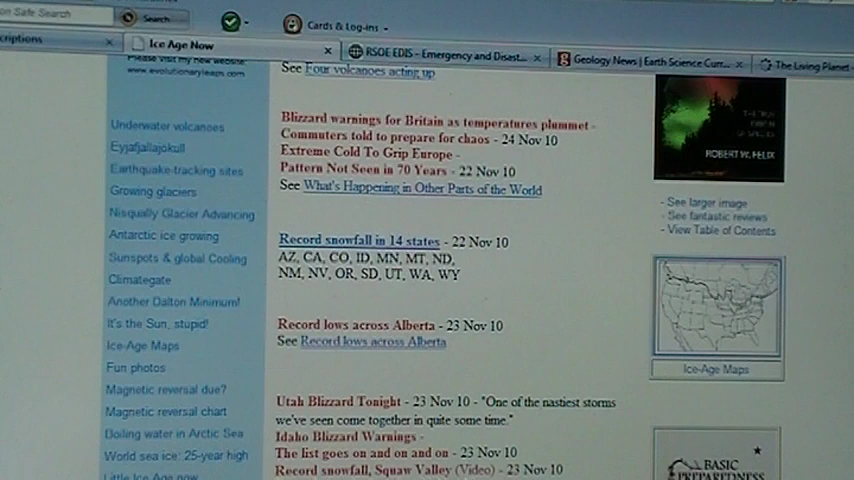 on Safe Search
Search
Cards & Log-ins
criptions
Ice Age Now
RSOE EDIS - Emergency and Disast...
Geology News | Earth Science Curr...
The Living Planet
Please visit my new website
www.evolutionaryleaps.com
Underwater volcanoes
Eyjafjallajokull
Earthquake-tracking sites
Growing glaciers
Nisqually Glacier Advancing
Antarctic ice growing
Sunspots & global Cooling
Climategate
Another Dalton Minimum!
It's the Sun, stupid!
Ice-Age Maps
Fun photos
Magnetic reversal due?
Magnetic reversal chart
Boiling water in Arctic Sea
World sea ice: 25-year high
Little Ice Age now
See Four volcanoes acting up
Blizzard warnings for Britain as temperatures plummet -
Commuters told to prepare for chaos - 24 Nov 10
Extreme Cold To Grip Europe -
Pattern Not Seen in 70 Years - 22 Nov 10
See What's Happening in Other Parts of the World
Record snowfall in 14 states - 22 Nov 10
AZ, CA, CO, ID, MN, MT, ND,
NM, NV, OR, SD, UT, WA, WY
Record lows across Alberta - 23 Nov 10
See Record lows across Alberta
Utah Blizzard Tonight - 23 Nov 10 - "One of the nastiest storms
we've seen come together in quite some time."
Idaho Blizzard Warnings -
The list goes on and on and on - 23 Nov 10
Record snowfall, Squaw Valley (Video) - 23 Nov 10
ROBERT W. FELIX
- See larger image
- See fantastic reviews
- View Table of Contents
Ice-Age Maps
BASIC
PREPAREDNESS